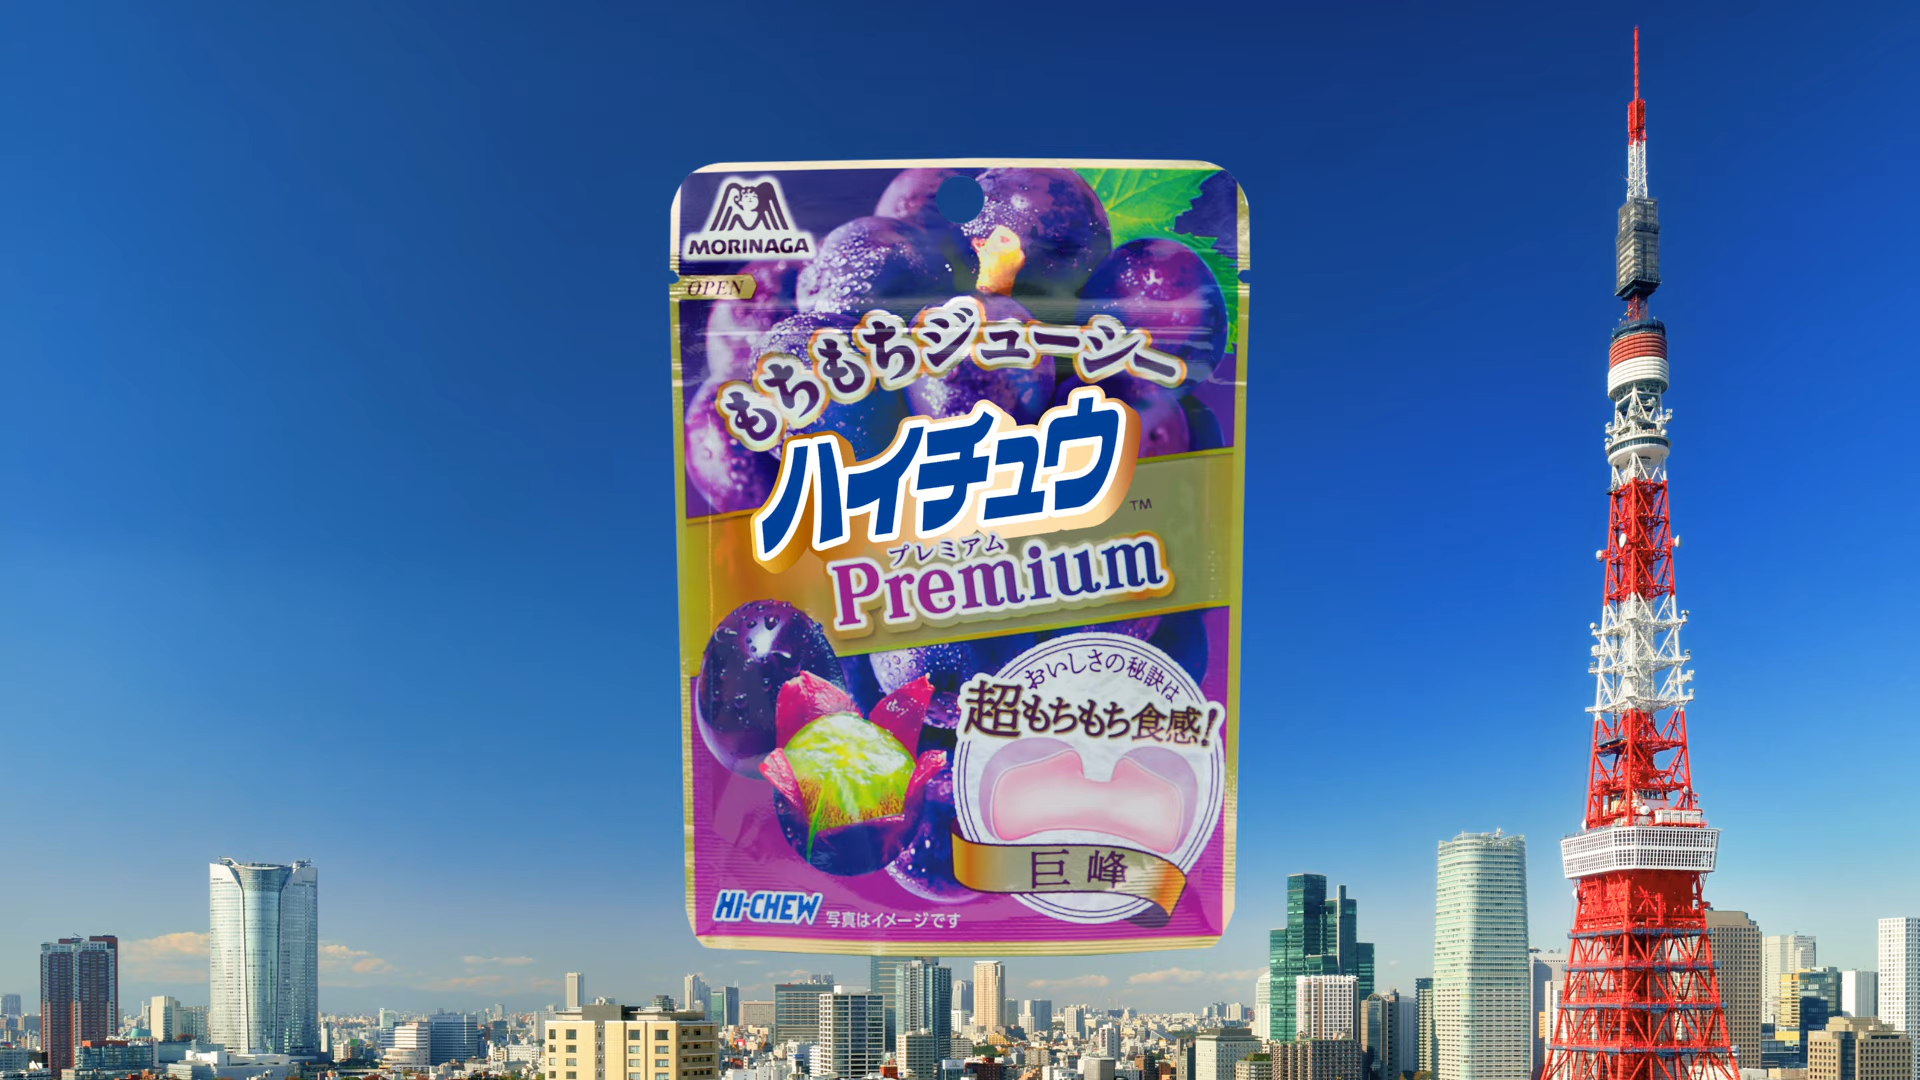 MORINAGA
OPEN
もちもちジューシー
ハイチュウ
TM
プレミアム
Premium
おいしさの秘訣は
超もちもち食感!
巨峰
HI-CHEW
写真はイメージです